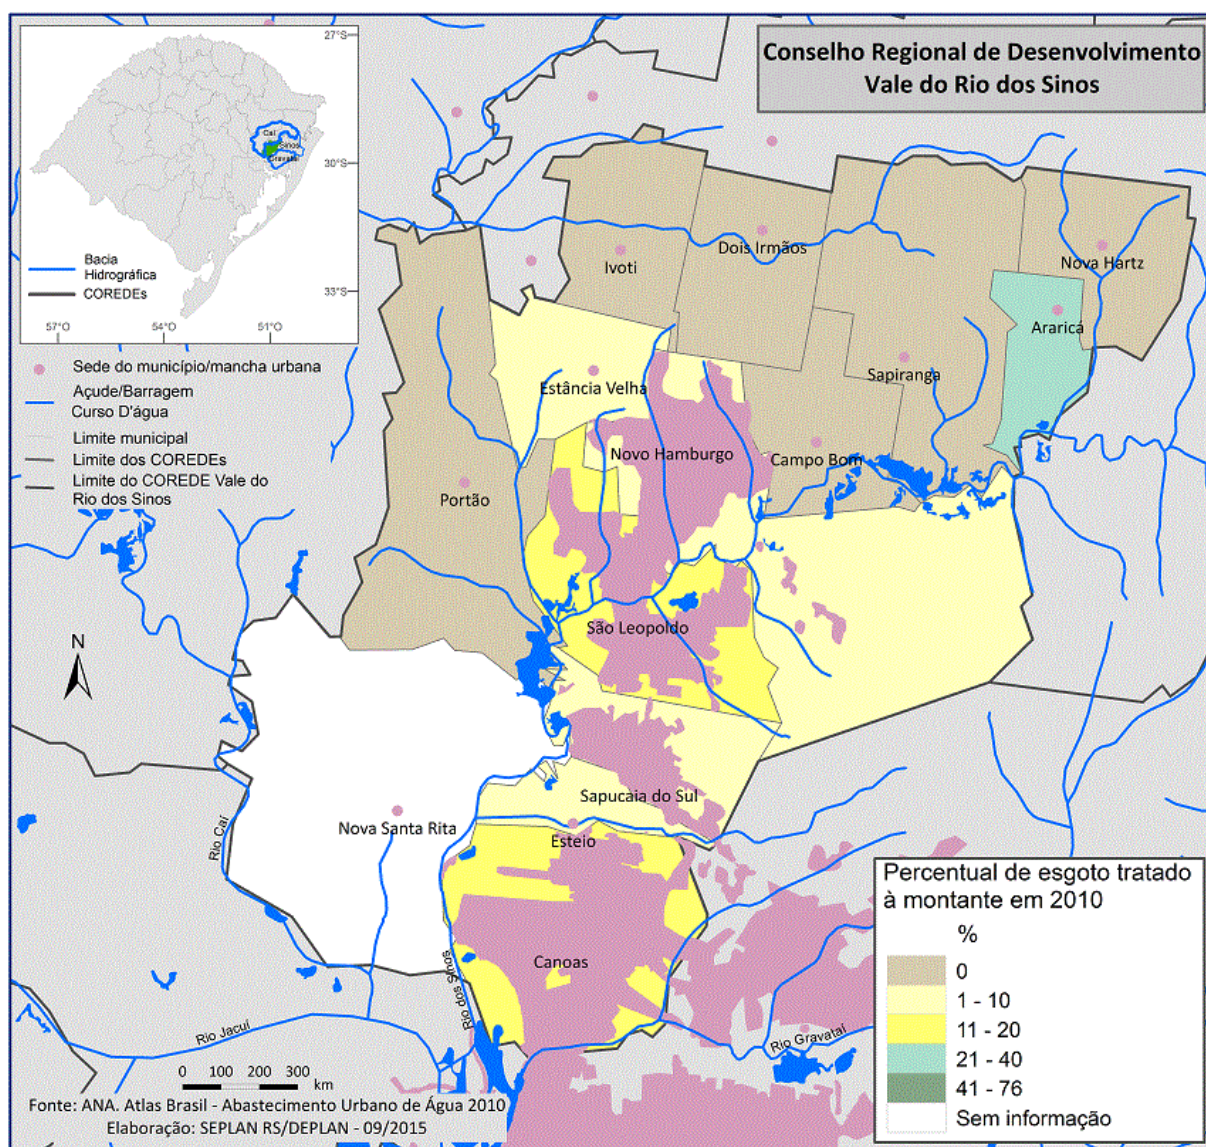 Conselho Regional de Desenvolvimento
Vale do Rio dos Sinos
27°S
30°S
33°S
57°O
54°O
51°O
Caí
Sinos
Gravataí
Bacia
Hidrográfica
COREDEs
Sede do município/mancha urbana
Açude/Barragem
Curso D'água
Limite municipal
Limite dos COREDEs
Limite do COREDE Vale do
Rio dos Sinos
N
Ivoti
Dois Irmãos
Nova Hartz
Araricá
Sapiranga
Estância Velha
Novo Hamburgo
Campo Bom
Portão
São Leopoldo
Sapucaia do Sul
Nova Santa Rita
Esteio
Canoas
Rio Caí
Rio dos Sinos
Rio Jacuí
Rio Gravataí
0 100 200 300
km
Fonte: ANA. Atlas Brasil - Abastecimento Urbano de Água 2010
Elaboração: SEPLAN RS/DEPLAN - 09/2015
Percentual de esgoto tratado
à montante em 2010
%
0
1 - 10
11 - 20
21 - 40
41 - 76
Sem informação